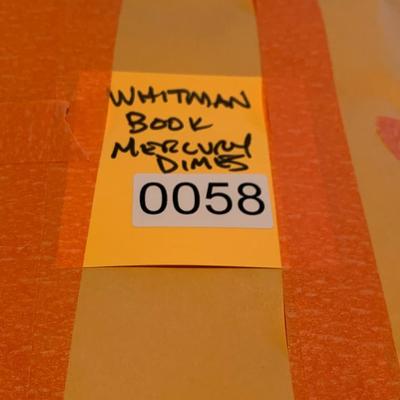 WHITMAN
BOOK
MERCURY
DIMES
0058